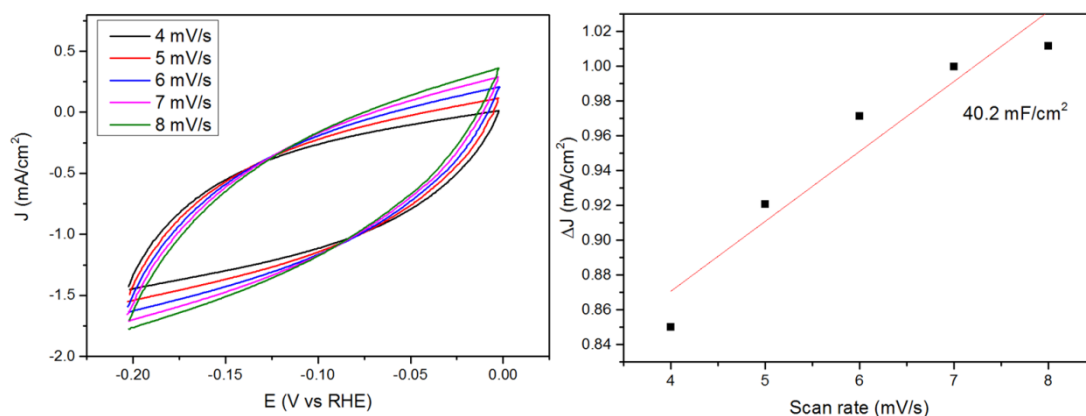 4 mV/s
5 mV/s
6 mV/s
7 mV/s
8 mV/s
0.5
0.0
-0.5
-1.0
-1.5
-2.0
J (mA/cm²)
-0.20
-0.15
-0.10
-0.05
0.00
E (V vs RHE)
1.02
1.00
0.98
0.96
0.94
0.92
0.90
0.88
0.86
0.84
ΔJ (mA/cm²)
40.2 mF/cm²
4
5
6
7
8
Scan rate (mV/s)